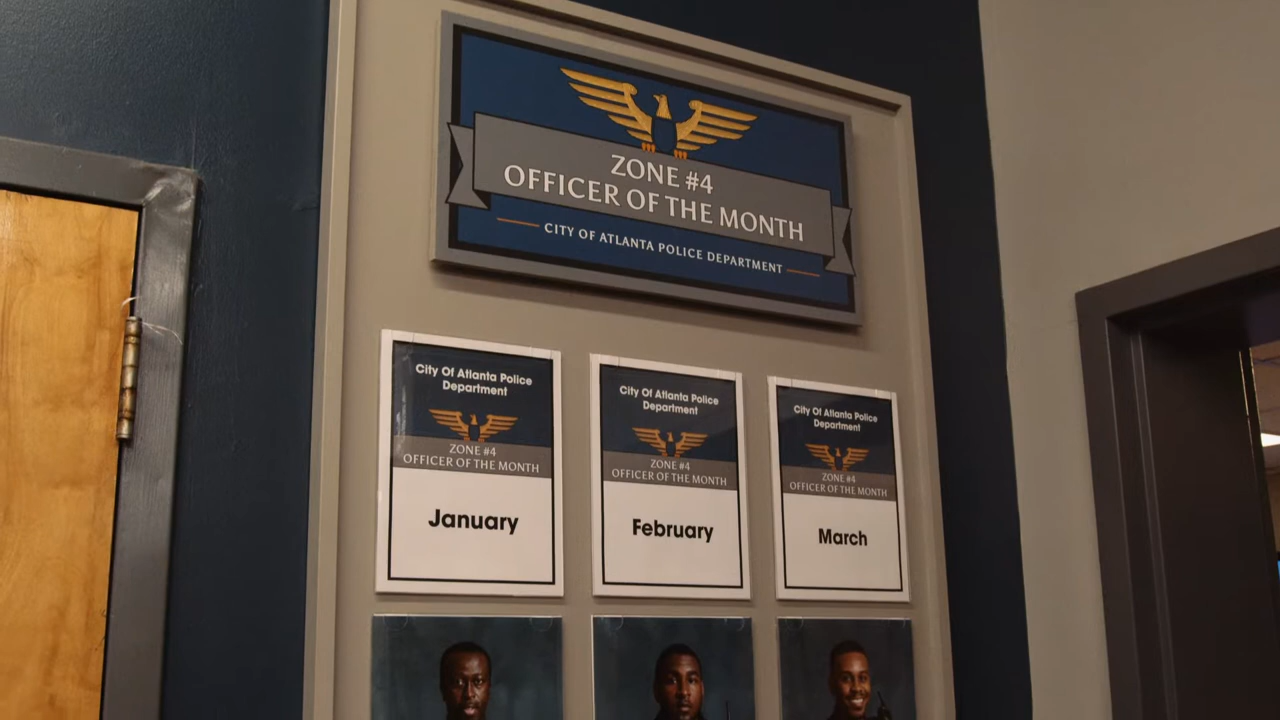 ZONE #4
OFFICER OF THE MONTH
CITY OF ATLANTA POLICE DEPARTMENT
City Of Atlanta Police
Department
ZONE #4
OFFICER OF THE MONTH
January
City Of Atlanta Police
Department
ZONE #4
OFFICER OF THE MONTH
February
City Of Atlanta Police
Department
ZONE #4
OFFICER OF THE MONTH
March